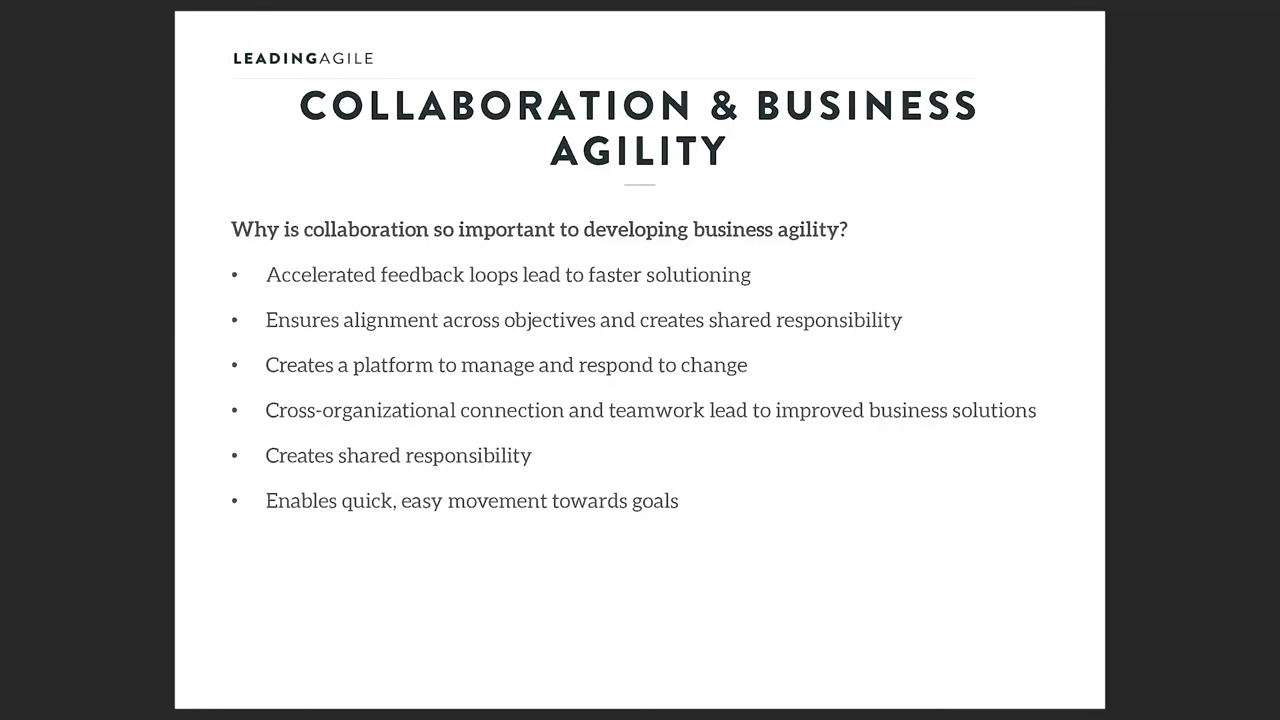 LEADINGAGILE
COLLABORATION & BUSINESS
AGILITY
Why is collaboration so important to developing business agility?
• Accelerated feedback loops lead to faster solutioning
• Ensures alignment across objectives and creates shared responsibility
• Creates a platform to manage and respond to change
• Cross-organizational connection and teamwork lead to improved business solutions
• Creates shared responsibility
• Enables quick, easy movement towards goals